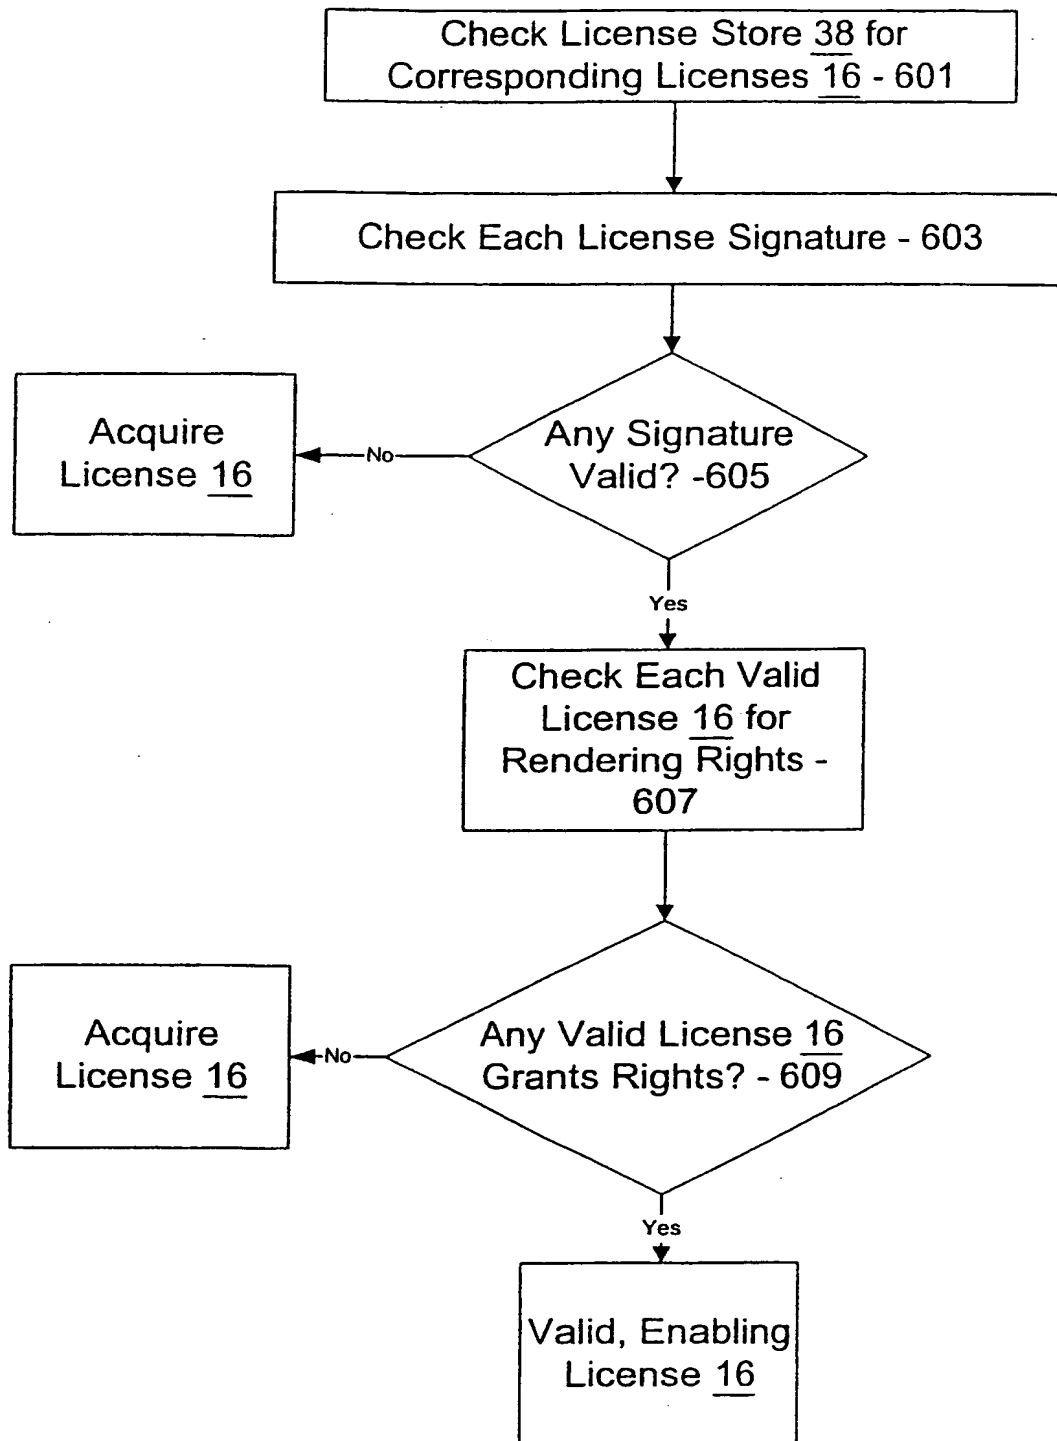 Check License Store 38 for
Corresponding Licenses 16 - 601
Check Each License Signature - 603
Any Signature
Valid? -605
No
Acquire
License 16
Yes
Check Each Valid
License 16 for
Rendering Rights -
607
Any Valid License 16
Grants Rights? - 609
No
Acquire
License 16
Yes
Valid, Enabling
License 16